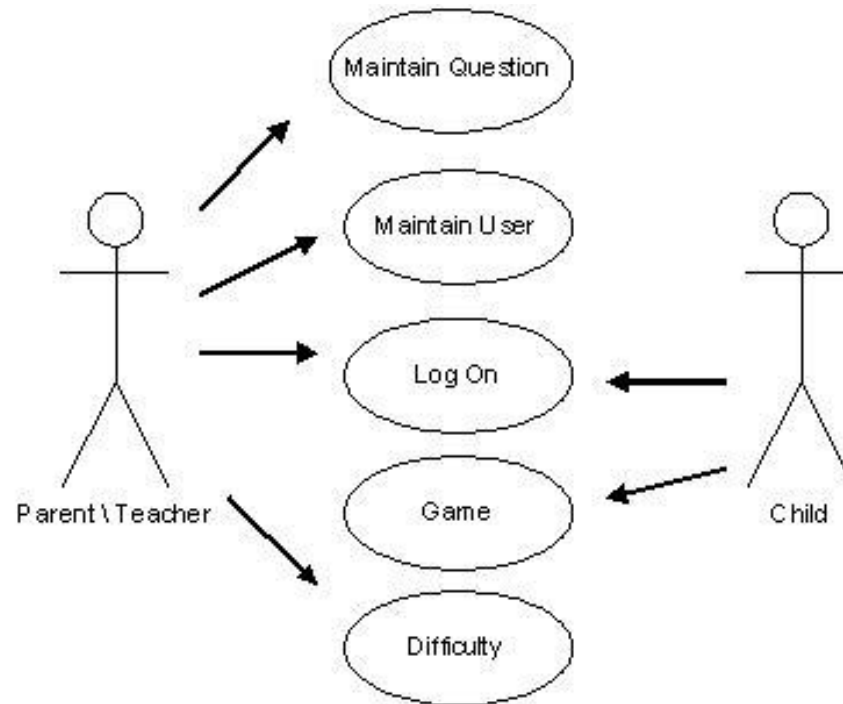 Maintain Question
Maintain User
Log On
Parent \ Teacher
Game
Child
Difficulty